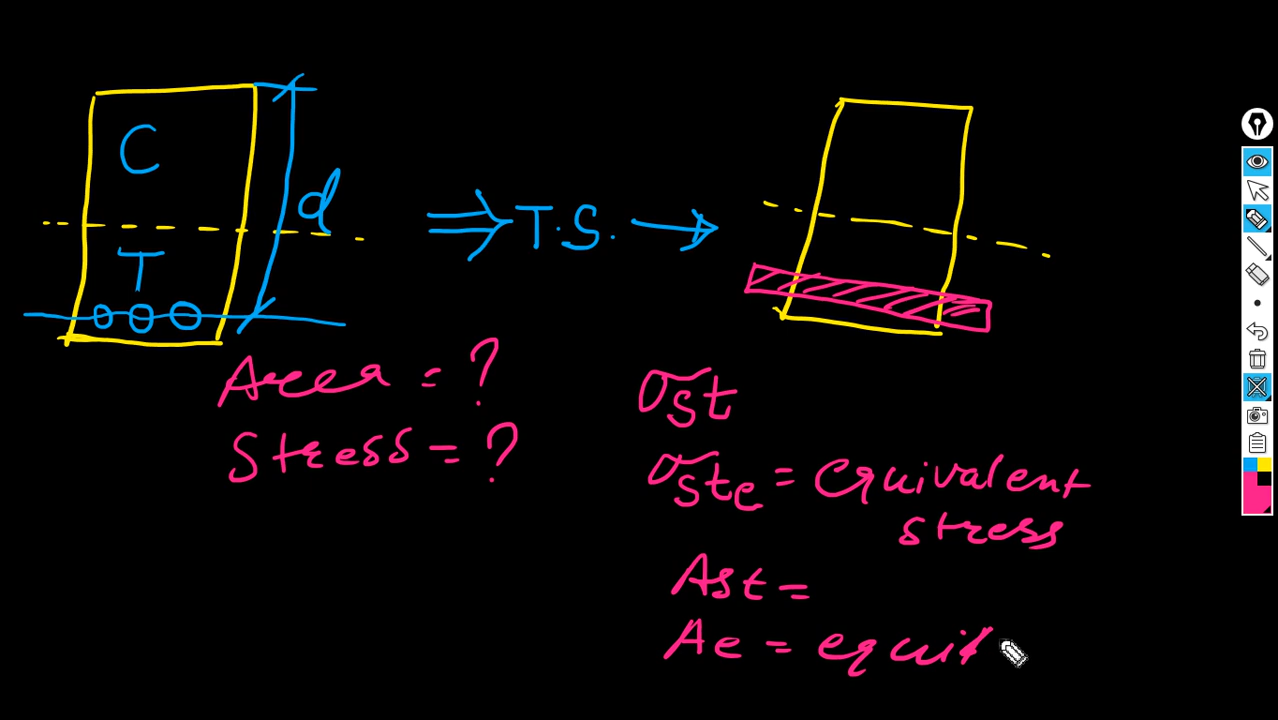 C
d
T
⇒ T.S. →
Area = ?
Stress = ?
σst
σste = equivalent
stress
Ast =
Ae = equi